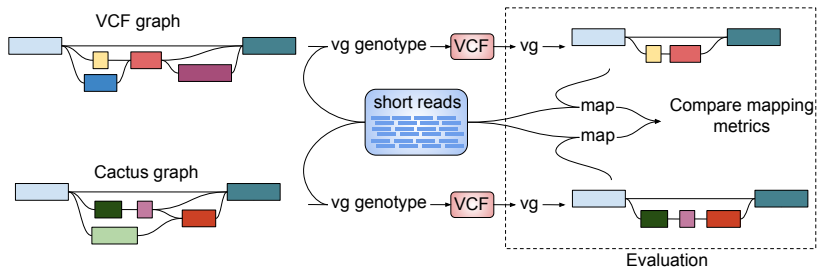 VCF graph
vg genotype
VCF
vg
short reads
map
map
Compare mapping
metrics
Cactus graph
vg genotype
VCF
vg
Evaluation